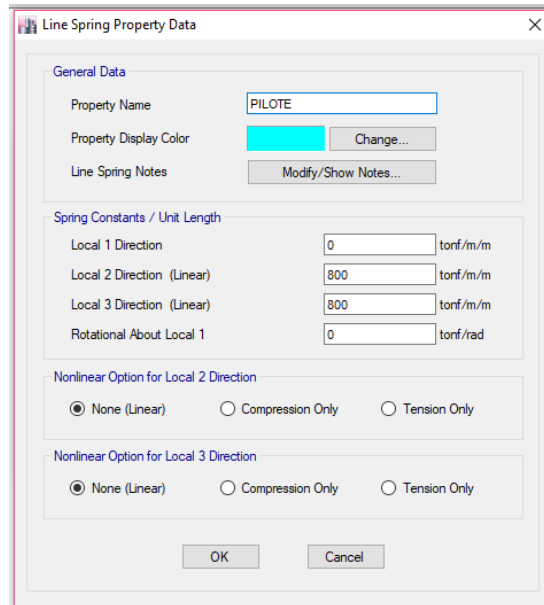 Line Spring Property Data
General Data
Property Name PILOTE
Property Display Color Change...
Line Spring Notes Modify/Show Notes...
Spring Constants / Unit Length
Local 1 Direction 0 tonf/m/m
Local 2 Direction (Linear) 800 tonf/m/m
Local 3 Direction (Linear) 800 tonf/m/m
Rotational About Local 1 0 tonf/rad
Nonlinear Option for Local 2 Direction
None (Linear) Compression Only Tension Only
Nonlinear Option for Local 3 Direction
None (Linear) Compression Only Tension Only
OK Cancel